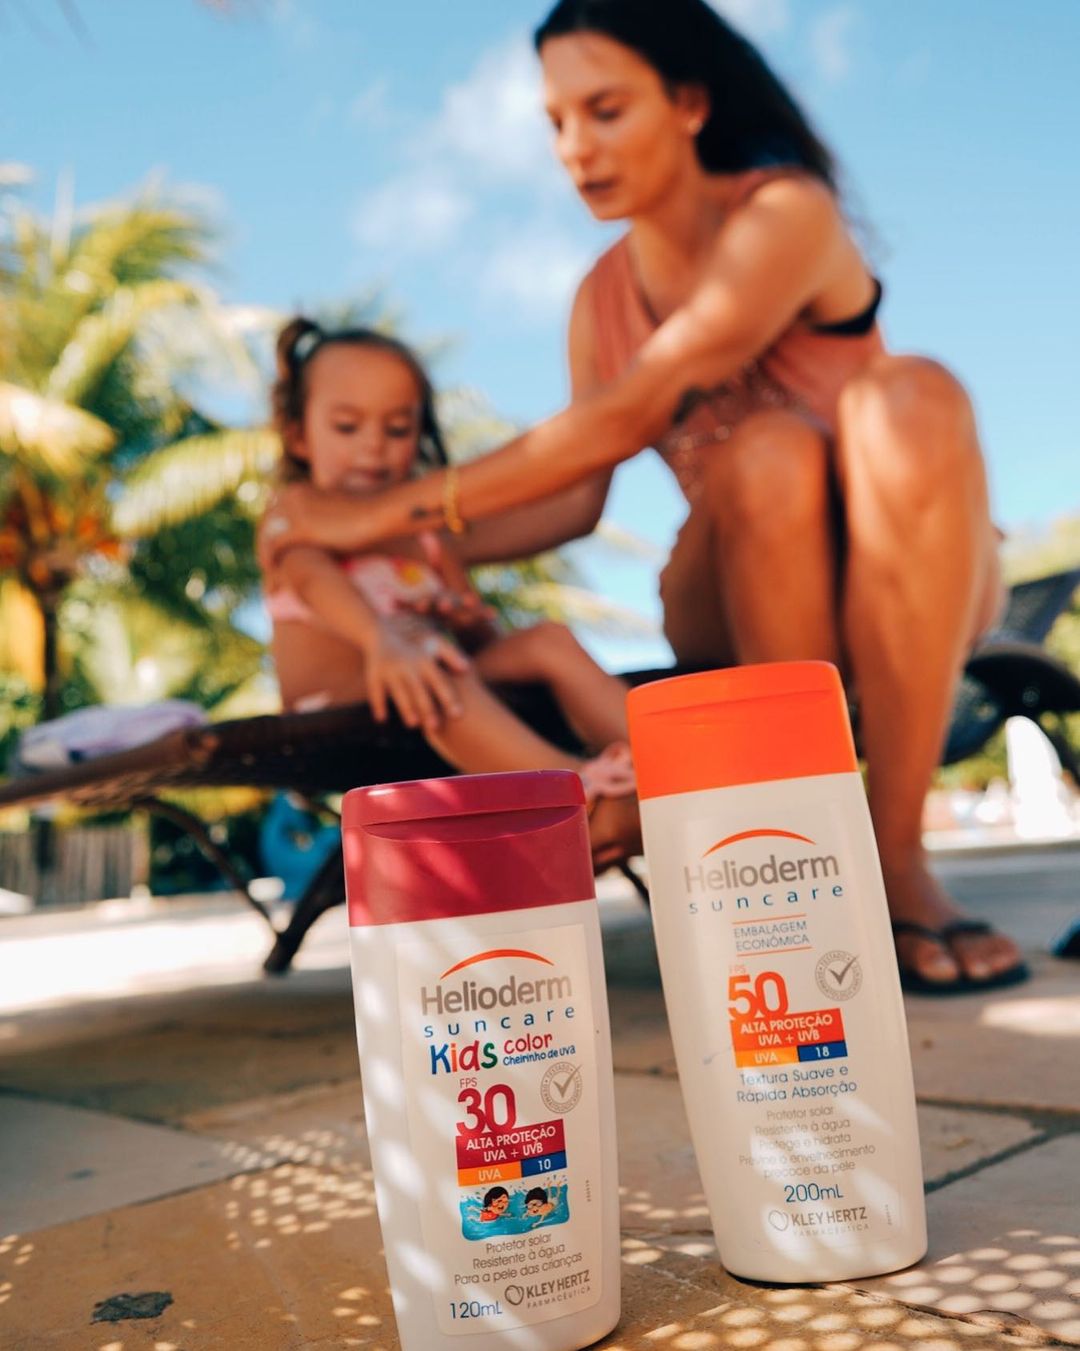 Helioderm
suncare
Kids color
Cheirinho de uva
FPS
30
ALTA PROTEÇÃO
UVA + UVB
UVA 10
Protetor solar
Resistente à água
Para a pele das crianças
120mL
KLEY HERTZ
FARMACÊUTICA
Helioderm
suncare
EMBALAGEM
ECONÔMICA
FPS
50
ALTA PROTEÇÃO
UVA + UVB
UVA 18
Textura Suave e
Rápida Absorção
Protetor solar
Resistente à água
Protege e hidrata
Previne o envelhecimento
precoce da pele
200mL
KLEY HERTZ
FARMACÊUTICA